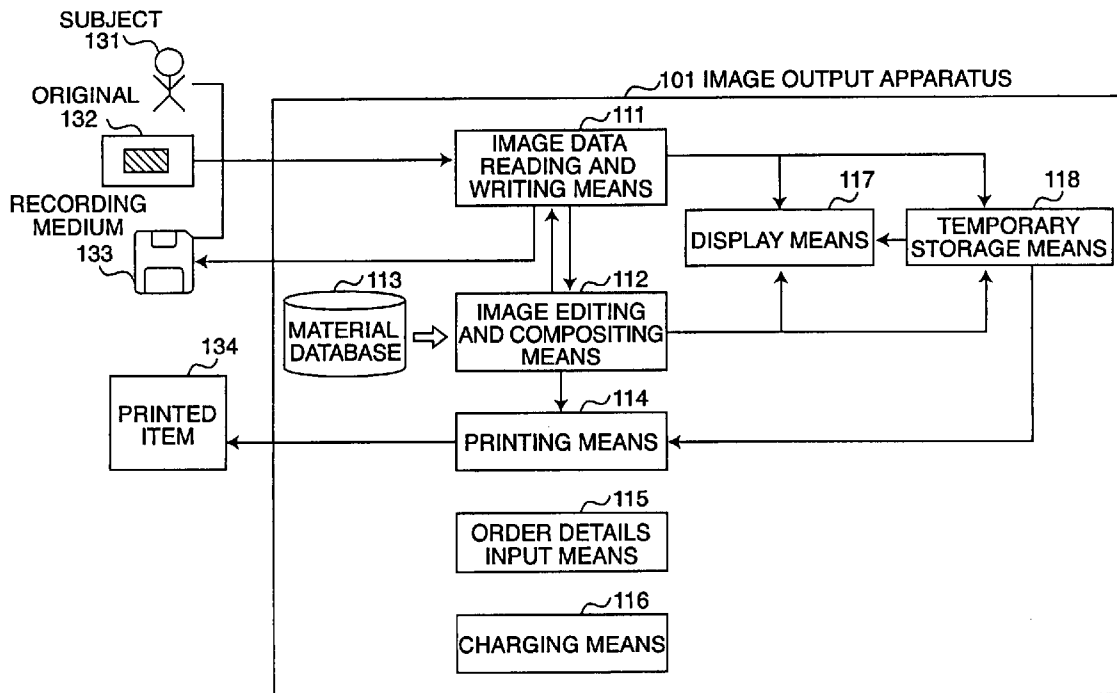 SUBJECT
131
ORIGINAL
132
RECORDING
MEDIUM
133
134
PRINTED
ITEM
101 IMAGE OUTPUT APPARATUS
111
IMAGE DATA
READING AND
WRITING MEANS
117
DISPLAY MEANS
118
TEMPORARY
STORAGE MEANS
113
MATERIAL
DATABASE
112
IMAGE EDITING
AND COMPOSITING
MEANS
114
PRINTING MEANS
115
ORDER DETAILS
INPUT MEANS
116
CHARGING MEANS